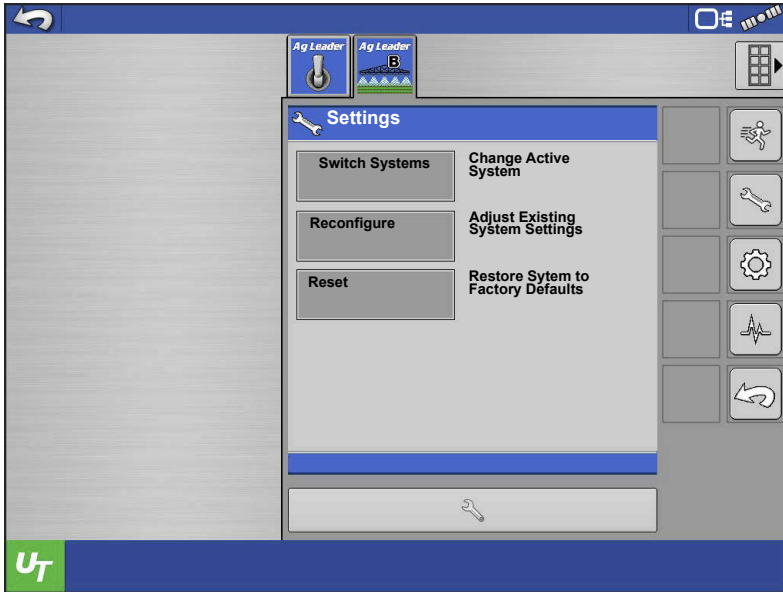 Ag Leader
Ag Leader
B
Settings
Switch Systems
Change Active
System
Reconfigure
Adjust Existing
System Settings
Reset
Restore Sytem to
Factory Defaults
UT